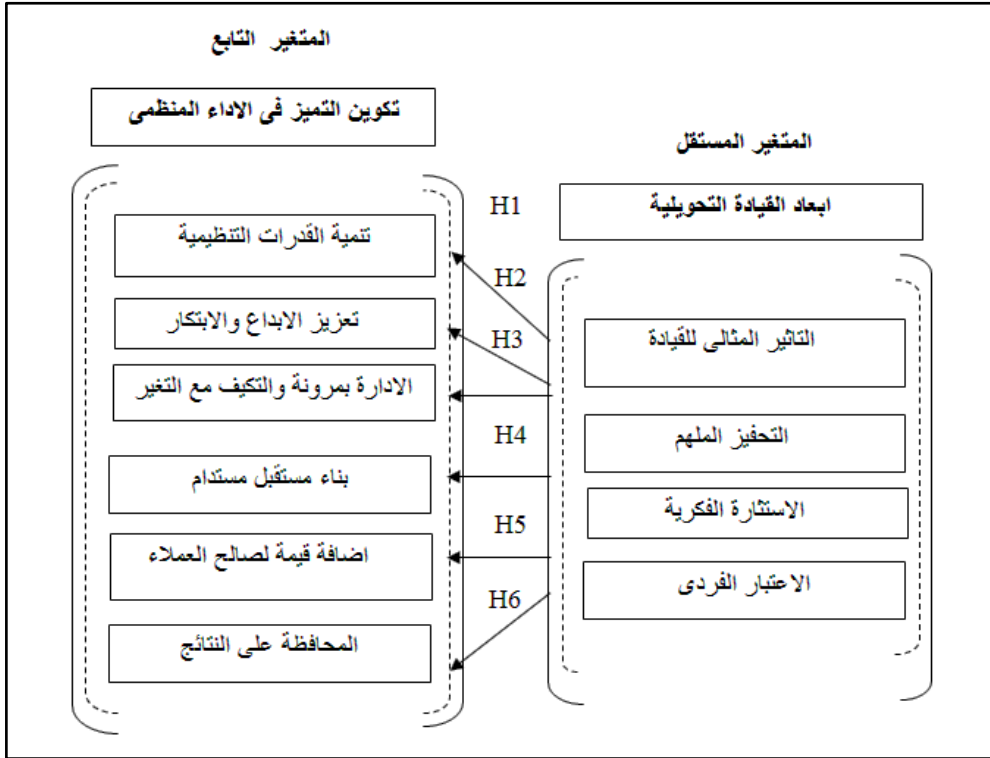 المتغير التابع
تكوين التميز فى الاداء المنظمى
المتغير المستقل
ابعاد القيادة التحويلية
H1
تنمية القدرات التنظيمية
H2
تعزيز الابداع والابتكار
H3
التاثير المثالى للقيادة
الادارة بمرونة والتكيف مع التغير
H4
التحفيز الملهم
بناء مستقبل مستدام
الاستثارة الفكرية
H5
اضافة قيمة لصالح العملاء
الاعتبار الفردى
H6
المحافظة على النتائج